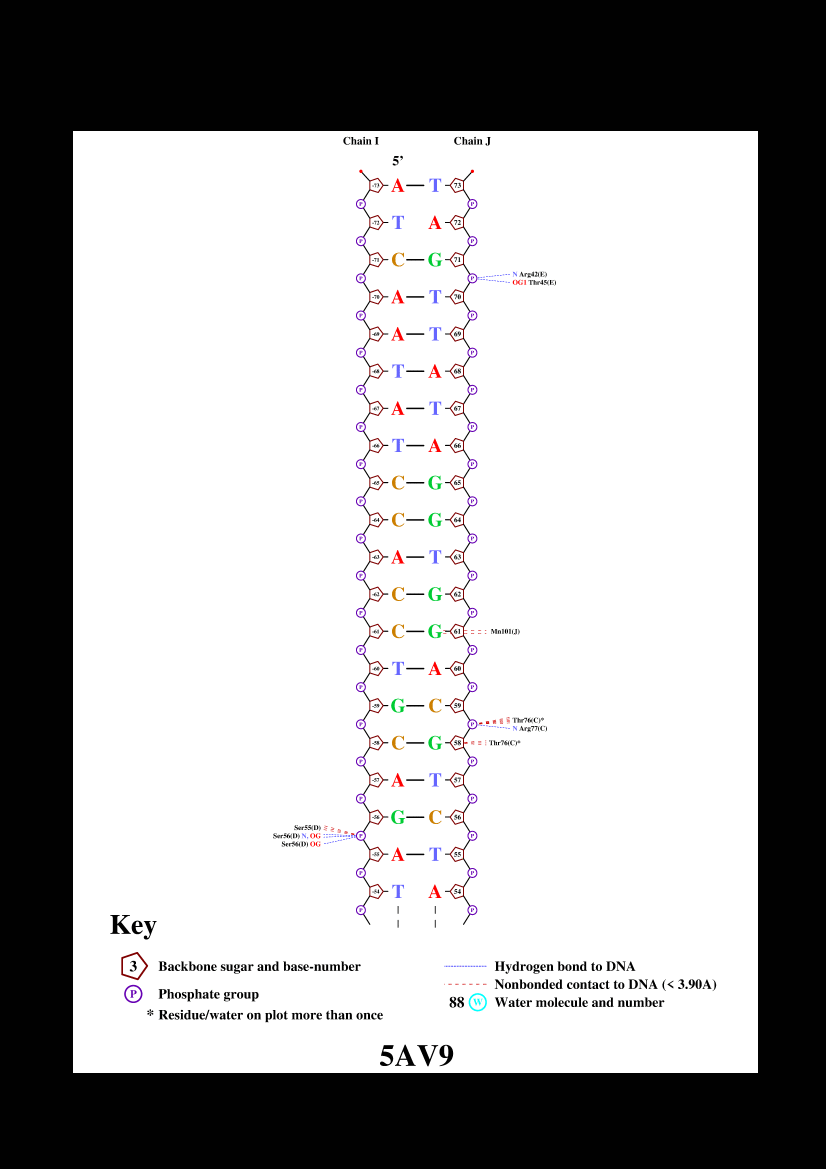 Chain I Chain J
5’
-73 A T 73
P P
-72 T A 72
P P
-71 C G 71
N Arg42(E)
P P
OG1 Thr45(E)
-70 A T 70
P P
-69 A T 69
P P
-68 T A 68
P P
-67 A T 67
P P
-66 T A 66
P P
-65 C G 65
P P
-64 C G 64
P P
-63 A T 63
P P
-62 C G 62
P P
-61 C G 61 Mn101(J)
P P
-60 T A 60
P P
-59 G C 59
Thr76(C)*
P P
N Arg77(C)
-58 C G 58 Thr76(C)*
P P
-57 A T 57
P P
-56 G C 56
Ser55(D)
Ser56(D) N, OG P P
Ser56(D) OG
-55 A T 55
P P
-54 T A 54
P P
Key
3 Backbone sugar and base-number
P Phosphate group
* Residue/water on plot more than once
Hydrogen bond to DNA
Nonbonded contact to DNA (< 3.90A)
88 W Water molecule and number
5AV9